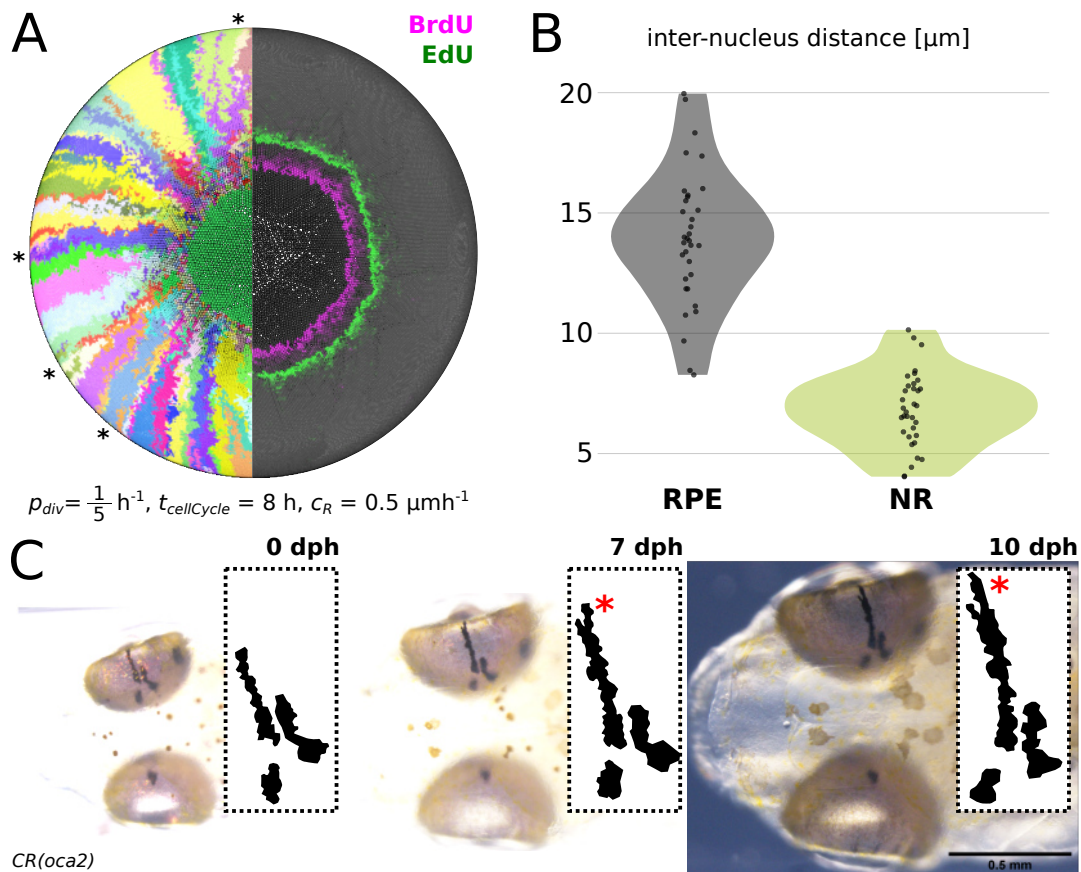 A
*
BrdU
EdU
*
*
*
p_div = 1/5 h⁻¹, t_cellCycle = 8 h, c_R = 0.5 µmh⁻¹
B
inter-nucleus distance [µm]
20
15
10
5
RPE
NR
C
0 dph
7 dph
10 dph
*
*
0.5 mm
CR(oca2)